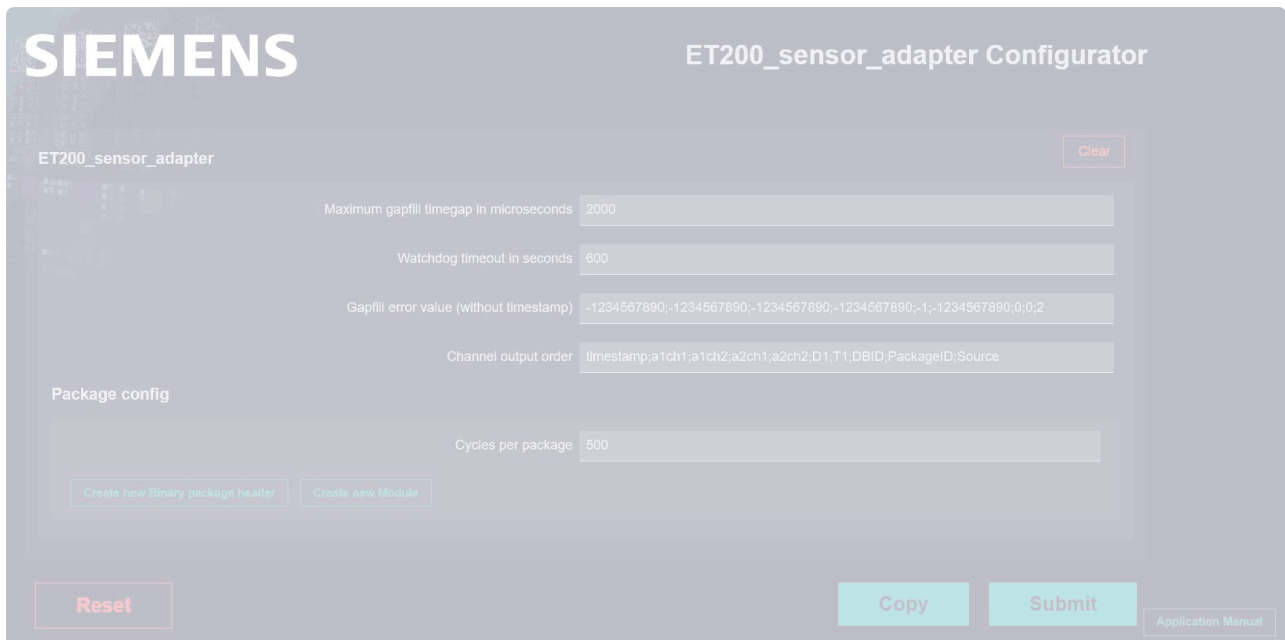 SIEMENS
ET200_sensor_adapter Configurator
ET200_sensor_adapter
Clear
Maximum gapfill timegap in microseconds 2000
Watchdog timeout in seconds 600
Gapfill error value (without timestamp) -1234567890;-1234567890;-1234567890;-1234567890;-1;-1234567890;0;0;2
Channel output order timestamp;a1ch1;a1ch2;a2ch1;a2ch2;D1;T1;DBID;PackageID;Source
Package config
Cycles per package 500
Create new Binary package header Create new Module
Reset
Copy
Submit
Application Manual